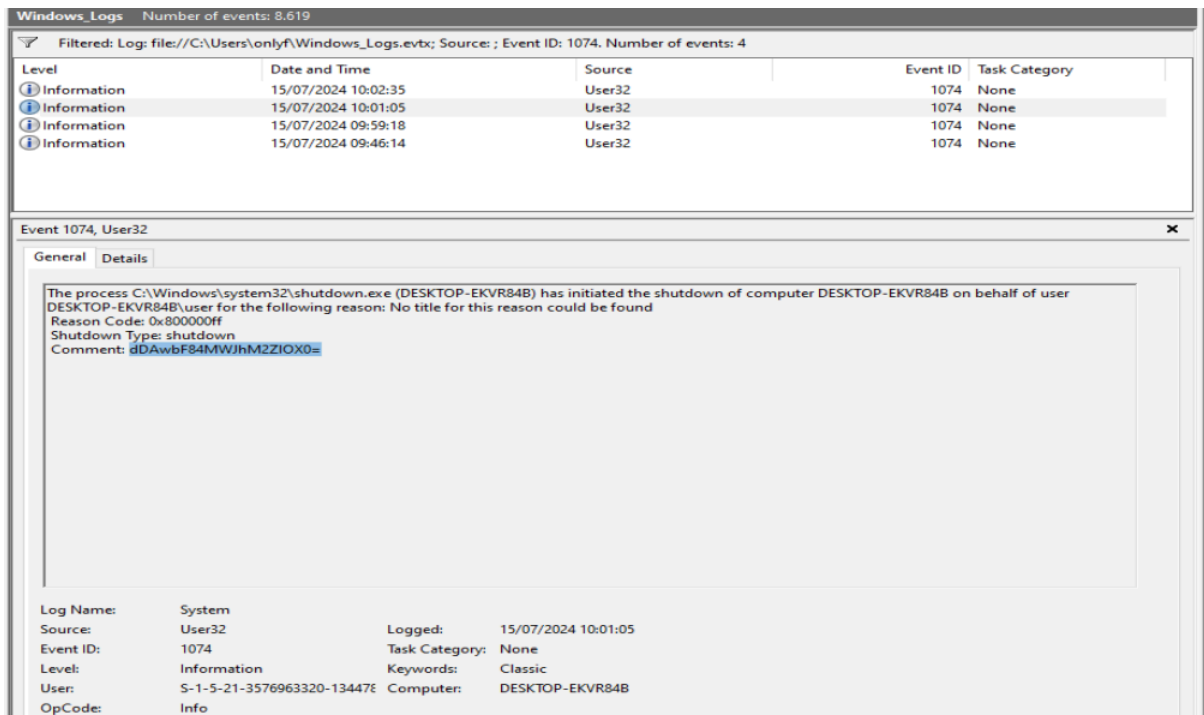 Windows_Logs Number of events: 8.619
Filtered: Log: file://C:\Users\onlyf\Windows_Logs.evtx; Source: ; Event ID: 1074. Number of events: 4
Level Date and Time Source Event ID Task Category
Information 15/07/2024 10:02:35 User32 1074 None
Information 15/07/2024 10:01:05 User32 1074 None
Information 15/07/2024 09:59:18 User32 1074 None
Information 15/07/2024 09:46:14 User32 1074 None
Event 1074, User32
General Details
The process C:\Windows\system32\shutdown.exe (DESKTOP-EKVR84B) has initiated the shutdown of computer DESKTOP-EKVR84B on behalf of user
DESKTOP-EKVR84B\user for the following reason: No title for this reason could be found
Reason Code: 0x800000ff
Shutdown Type: shutdown
Comment: dDAwbF84MWJhM2ZlOX0=
Log Name: System
Source: User32 Logged: 15/07/2024 10:01:05
Event ID: 1074 Task Category: None
Level: Information Keywords: Classic
User: S-1-5-21-3576963320-134478 Computer: DESKTOP-EKVR84B
OpCode: Info